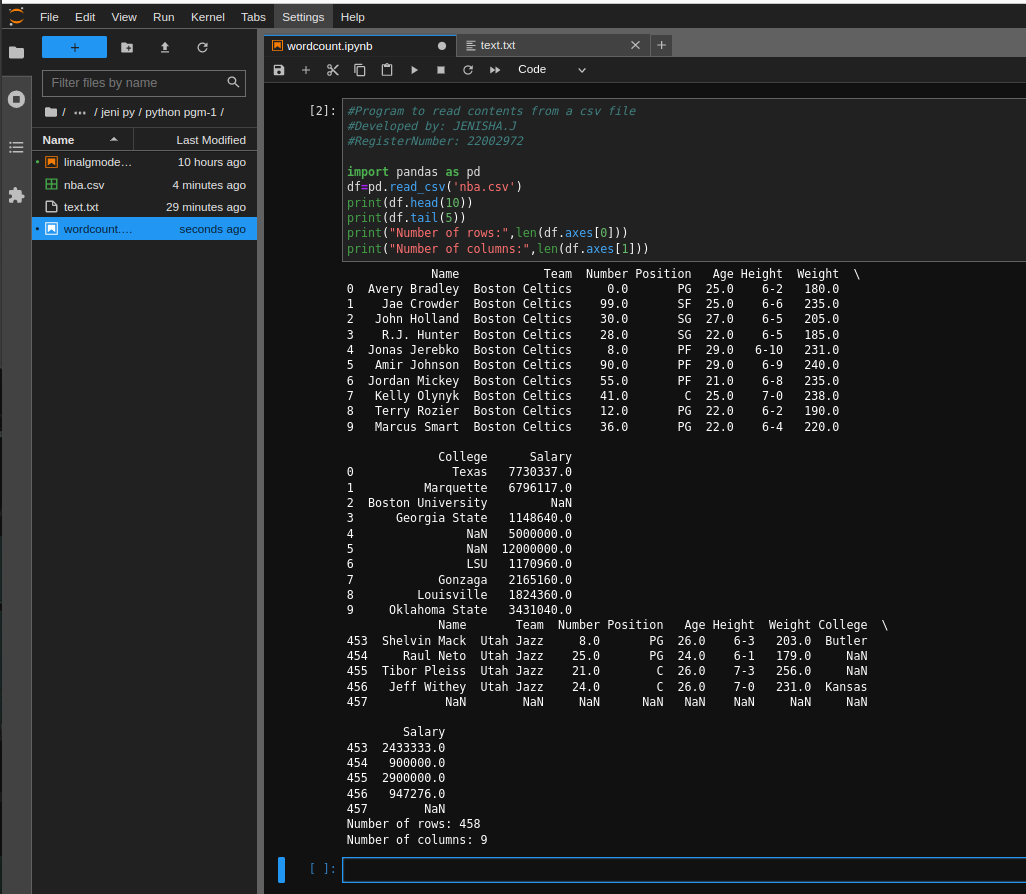 File Edit View Run Kernel Tabs Settings Help
+
Filter files by name
/ ••• / jeni py / python pgm-1 /
Name Last Modified
linalgmode... 10 hours ago
nba.csv 4 minutes ago
text.txt 29 minutes ago
wordcount.... seconds ago
wordcount.ipynb
text.txt
Code
[2]:
#Program to read contents from a csv file
#Developed by: JENISHA.J
#RegisterNumber: 22002972
import pandas as pd
df=pd.read_csv('nba.csv')
print(df.head(10))
print(df.tail(5))
print("Number of rows:",len(df.axes[0]))
print("Number of columns:",len(df.axes[1]))
            Name            Team  Number Position   Age Height  Weight  \
0  Avery Bradley  Boston Celtics     0.0       PG  25.0    6-2   180.0
1    Jae Crowder  Boston Celtics    99.0       SF  25.0    6-6   235.0
2   John Holland  Boston Celtics    30.0       SG  27.0    6-5   205.0
3    R.J. Hunter  Boston Celtics    28.0       SG  22.0    6-5   185.0
4  Jonas Jerebko  Boston Celtics     8.0       PF  29.0   6-10   231.0
5   Amir Johnson  Boston Celtics    90.0       PF  29.0    6-9   240.0
6  Jordan Mickey  Boston Celtics    55.0       PF  21.0    6-8   235.0
7   Kelly Olynyk  Boston Celtics    41.0        C  25.0    7-0   238.0
8   Terry Rozier  Boston Celtics    12.0       PG  22.0    6-2   190.0
9   Marcus Smart  Boston Celtics    36.0       PG  22.0    6-4   220.0
             College      Salary
0              Texas   7730337.0
1          Marquette   6796117.0
2  Boston University         NaN
3      Georgia State   1148640.0
4                NaN   5000000.0
5                NaN  12000000.0
6                LSU   1170960.0
7            Gonzaga   2165160.0
8         Louisville   1824360.0
9     Oklahoma State   3431040.0
             Name       Team  Number Position   Age Height  Weight College  \
453  Shelvin Mack  Utah Jazz     8.0       PG  26.0    6-3   203.0  Butler
454     Raul Neto  Utah Jazz    25.0       PG  24.0    6-1   179.0     NaN
455  Tibor Pleiss  Utah Jazz    21.0        C  26.0    7-3   256.0     NaN
456   Jeff Withey  Utah Jazz    24.0        C  26.0    7-0   231.0  Kansas
457           NaN        NaN     NaN      NaN   NaN    NaN     NaN     NaN
        Salary
453  2433333.0
454   900000.0
455  2900000.0
456   947276.0
457        NaN
Number of rows: 458
Number of columns: 9
[ ]: